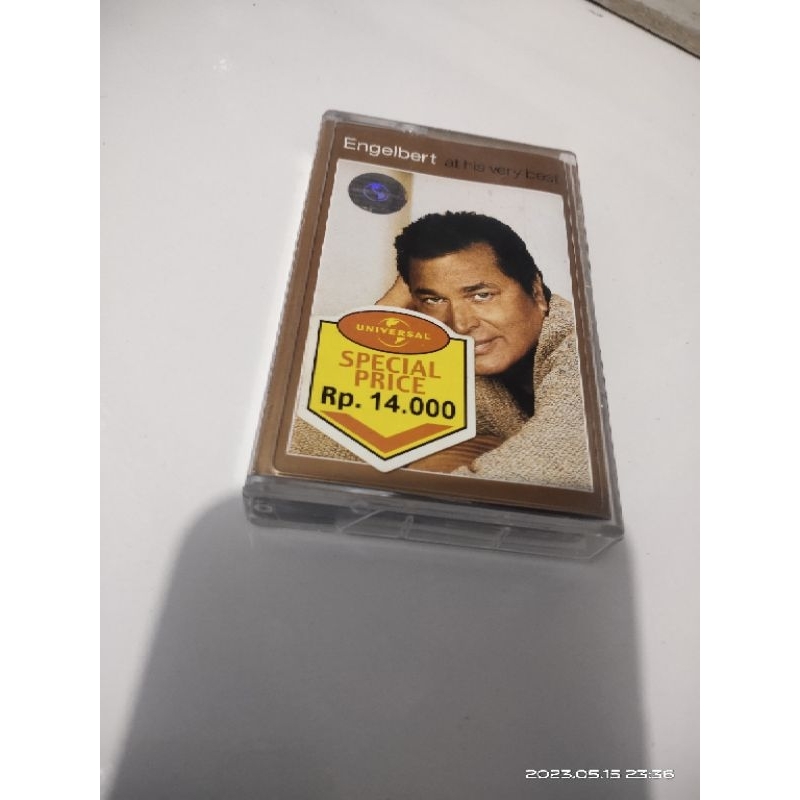 Engelbert at his very best
UNIVERSAL
SPECIAL
PRICE
Rp. 14.000
2023.05.15 23:36